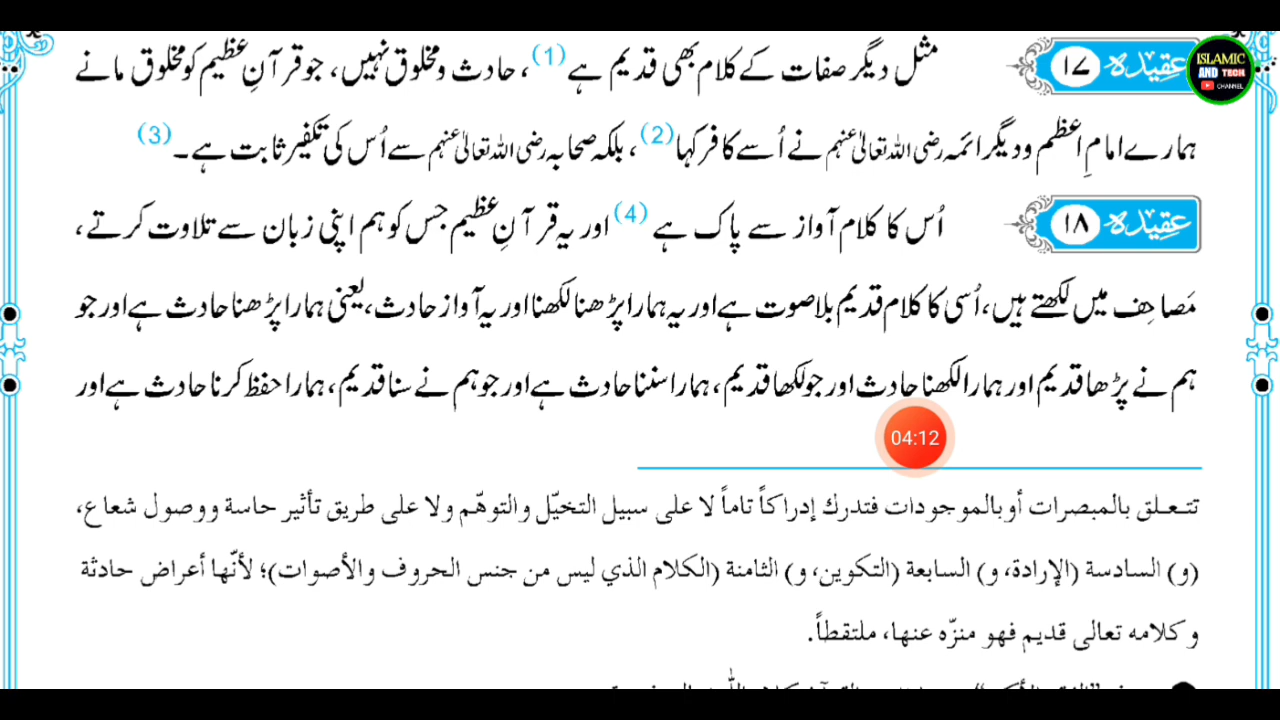 عقیدہ ۱۷ مثل دیگر صفات کے کلام بھی قدیم ہے (1)، حادث و مخلوق نہیں، جو قرآنِ عظیم کو مخلوق مانے
ISLAMIC AND TECH CHANNEL
ہمارے امامِ اعظم و دیگر ائمہ رضی اللہ تعالیٰ عنہم نے اُسے کافر کہا (2)، بلکہ صحابہ رضی اللہ تعالیٰ عنہم سے اُس کی تکفیر ثابت ہے۔ (3)
عقیدہ ۱۸ اُس کا کلام آواز سے پاک ہے (4) اور یہ قرآنِ عظیم جس کو ہم اپنی زبان سے تلاوت کرتے،
مَصاحِف میں لکھتے ہیں، اُسی کا کلام قدیم بلا صوت ہے اور یہ ہمارا پڑھنا لکھنا اور یہ آواز حادث، یعنی ہمارا پڑھنا حادث ہے اور جو
ہم نے پڑھا قدیم اور ہمارا لکھنا حادث اور جو لکھا قدیم، ہمارا سننا حادث ہے اور جو ہم نے سنا قدیم، ہمارا حفظ کرنا حادث ہے اور
04:12
تتعلق بالمبصرات أو بالموجودات فتدرك إدراكاً تاماً لا على سبيل التخيّل والتوهّم ولا على طريق تأثير حاسة ووصول شعاع،
(و) السادسة (الإرادة، و) السابعة (التكوين، و) الثامنة (الكلام الذي ليس من جنس الحروف والأصوات)؛ لأنّها أعراض حادثة
وكلامه تعالى قديم فهو منزّه عنها، ملتقطاً.